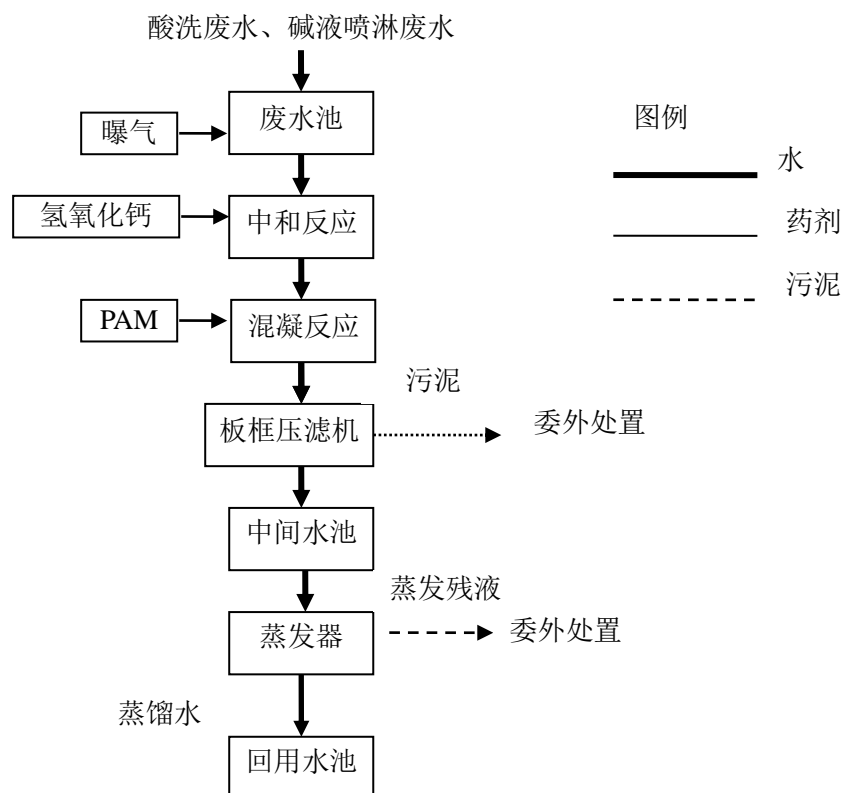 酸洗废水、碱液喷淋废水
曝气
废水池
图例
水
氢氧化钙
中和反应
药剂
污泥
PAM
混凝反应
污泥
板框压滤机
委外处置
中间水池
蒸发残液
蒸发器
委外处置
蒸馏水
回用水池